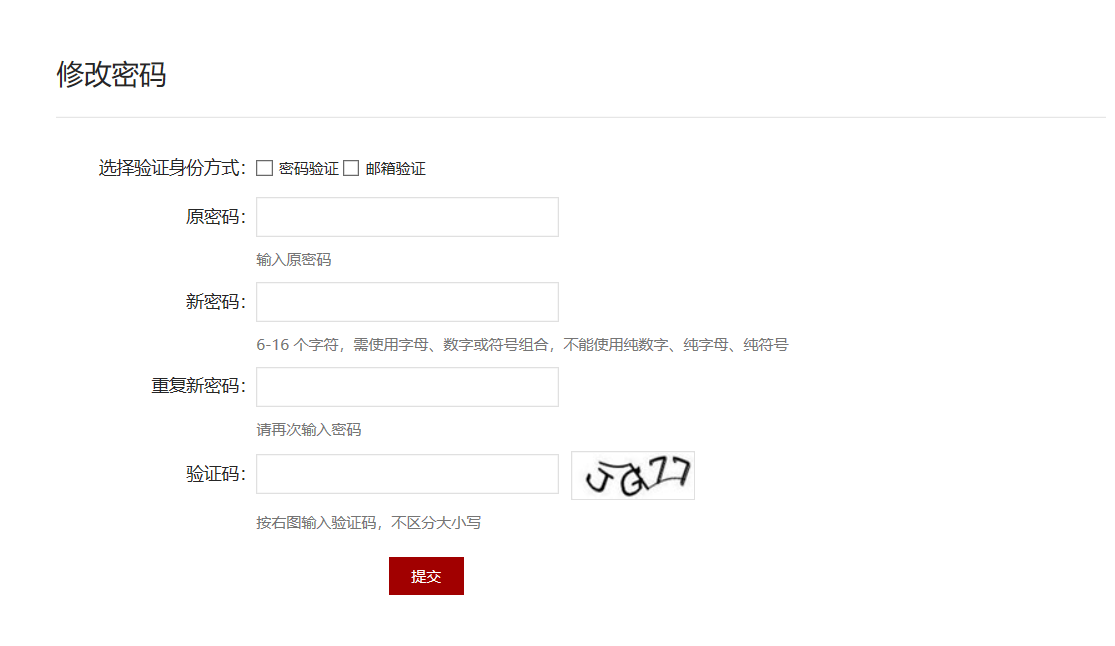 修改密码
选择验证身份方式： 密码验证 邮箱验证
原密码：
输入原密码
新密码：
6-16 个字符，需使用字母、数字或符号组合，不能使用纯数字、纯字母、纯符号
重复新密码：
请再次输入密码
验证码：
按右图输入验证码，不区分大小写
提交